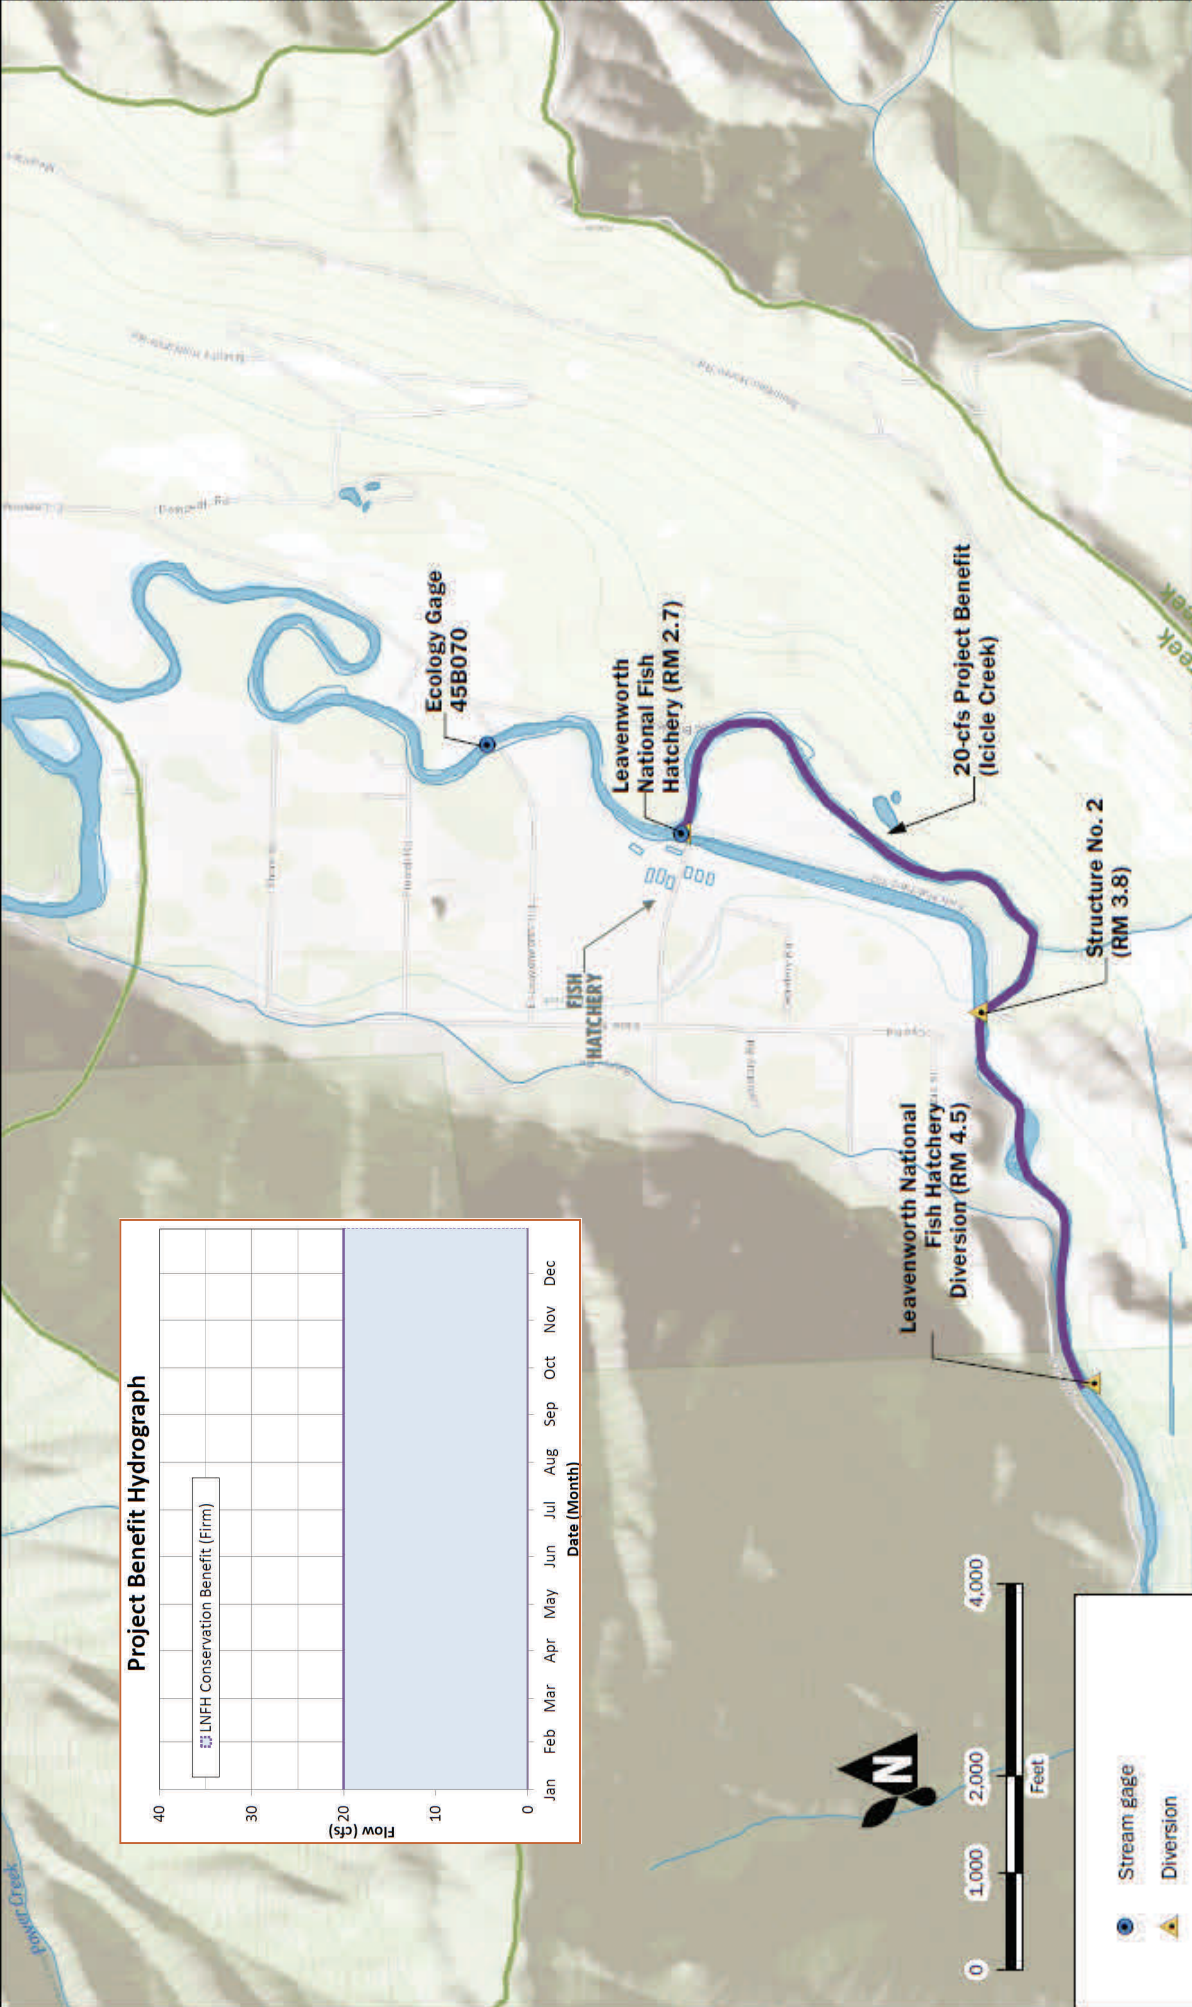 Project Benefit Hydrograph
LNFH Conservation Benefit (Firm)
Flow (cfs)
40
30
20
10
0
Jan Feb Mar Apr May Jun Jul Aug Sep Oct Nov Dec
Date (Month)
Power Creek
Ecology Gage
45B070
Leavenworth
National Fish
Hatchery (RM 2.7)
FISH
HATCHERY
20-cfs Project Benefit
(Icicle Creek)
Structure No. 2
(RM 3.8)
Leavenworth National
Fish Hatchery
Diversion (RM 4.5)
N
0 1,000 2,000 4,000
Feet
Stream gage
Diversion